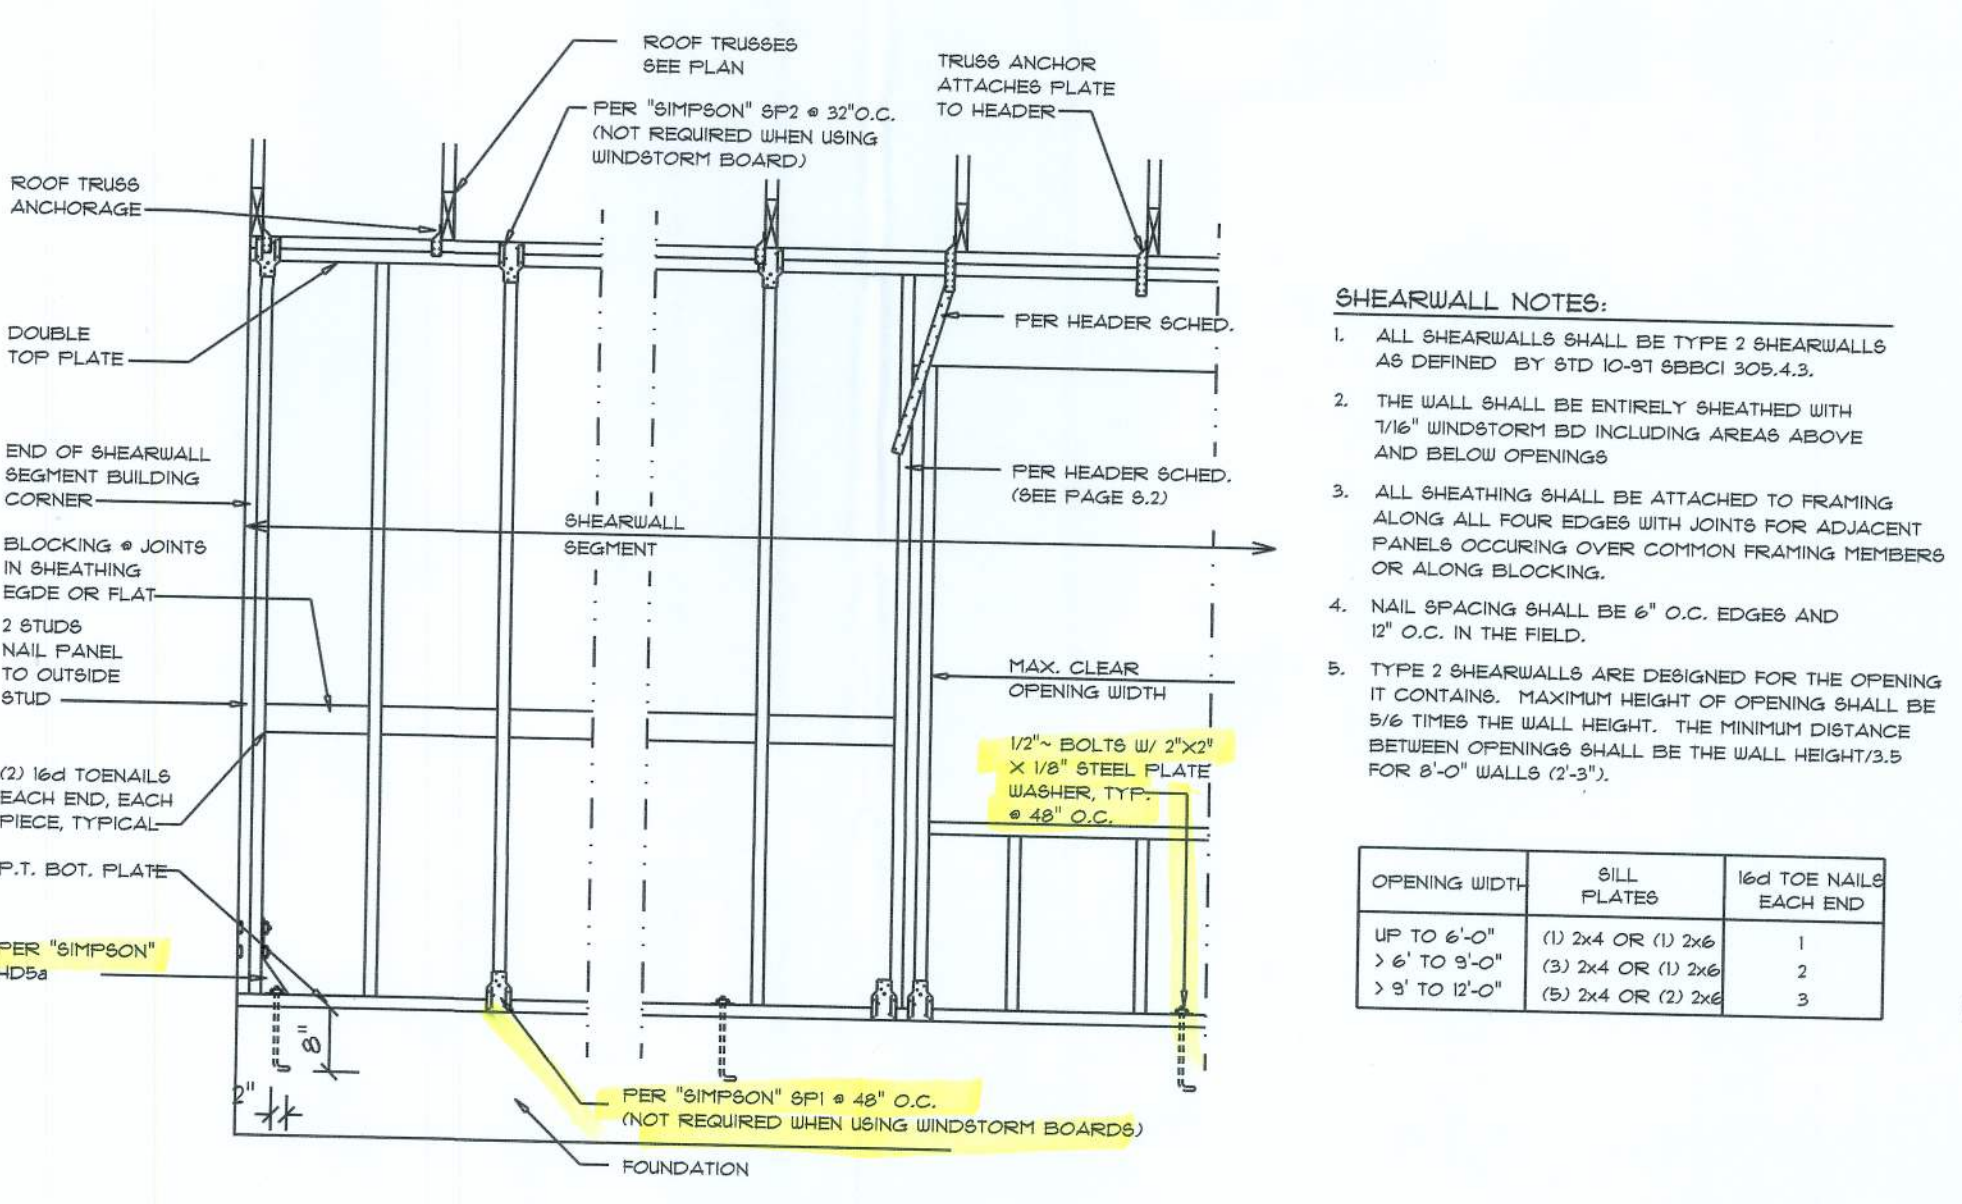 ROOF TRUSSES
SEE PLAN
PER "SIMPSON" SP2 @ 32"O.C.
(NOT REQUIRED WHEN USING
WINDSTORM BOARD)
TRUSS ANCHOR
ATTACHES PLATE
TO HEADER
ROOF TRUSS
ANCHORAGE
DOUBLE
TOP PLATE
END OF SHEARWALL
SEGMENT BUILDING
CORNER
BLOCKING @ JOINTS
IN SHEATHING
EGDE OR FLAT
2 STUDS
NAIL PANEL
TO OUTSIDE
STUD
(2) 16d TOENAILS
EACH END, EACH
PIECE, TYPICAL
P.T. BOT. PLATE
PER "SIMPSON"
HD5a
8"
2"
SHEARWALL
SEGMENT
PER HEADER SCHED.
PER HEADER SCHED.
(SEE PAGE S.2)
MAX. CLEAR
OPENING WIDTH
1/2"~ BOLTS W/ 2"X2"
X 1/8" STEEL PLATE
WASHER, TYP.
@ 48" O.C.
PER "SIMPSON" SP1 @ 48" O.C.
(NOT REQUIRED WHEN USING WINDSTORM BOARDS)
FOUNDATION
SHEARWALL NOTES:
1. ALL SHEARWALLS SHALL BE TYPE 2 SHEARWALLS
AS DEFINED BY STD 10-97 SBBCI 305.4.3.
2. THE WALL SHALL BE ENTIRELY SHEATHED WITH
7/16" WINDSTORM BD INCLUDING AREAS ABOVE
AND BELOW OPENINGS
3. ALL SHEATHING SHALL BE ATTACHED TO FRAMING
ALONG ALL FOUR EDGES WITH JOINTS FOR ADJACENT
PANELS OCCURING OVER COMMON FRAMING MEMBERS
OR ALONG BLOCKING.
4. NAIL SPACING SHALL BE 6" O.C. EDGES AND
12" O.C. IN THE FIELD.
5. TYPE 2 SHEARWALLS ARE DESIGNED FOR THE OPENING
IT CONTAINS. MAXIMUM HEIGHT OF OPENING SHALL BE
5/6 TIMES THE WALL HEIGHT. THE MINIMUM DISTANCE
BETWEEN OPENINGS SHALL BE THE WALL HEIGHT/3.5
FOR 8'-0" WALLS (2'-3").
OPENING WIDTH
SILL
PLATES
16d TOE NAILS
EACH END
UP TO 6'-0" (1) 2x4 OR (1) 2x6 1
> 6' TO 9'-0" (3) 2x4 OR (1) 2x6 2
> 9' TO 12'-0" (5) 2x4 OR (2) 2x6 3